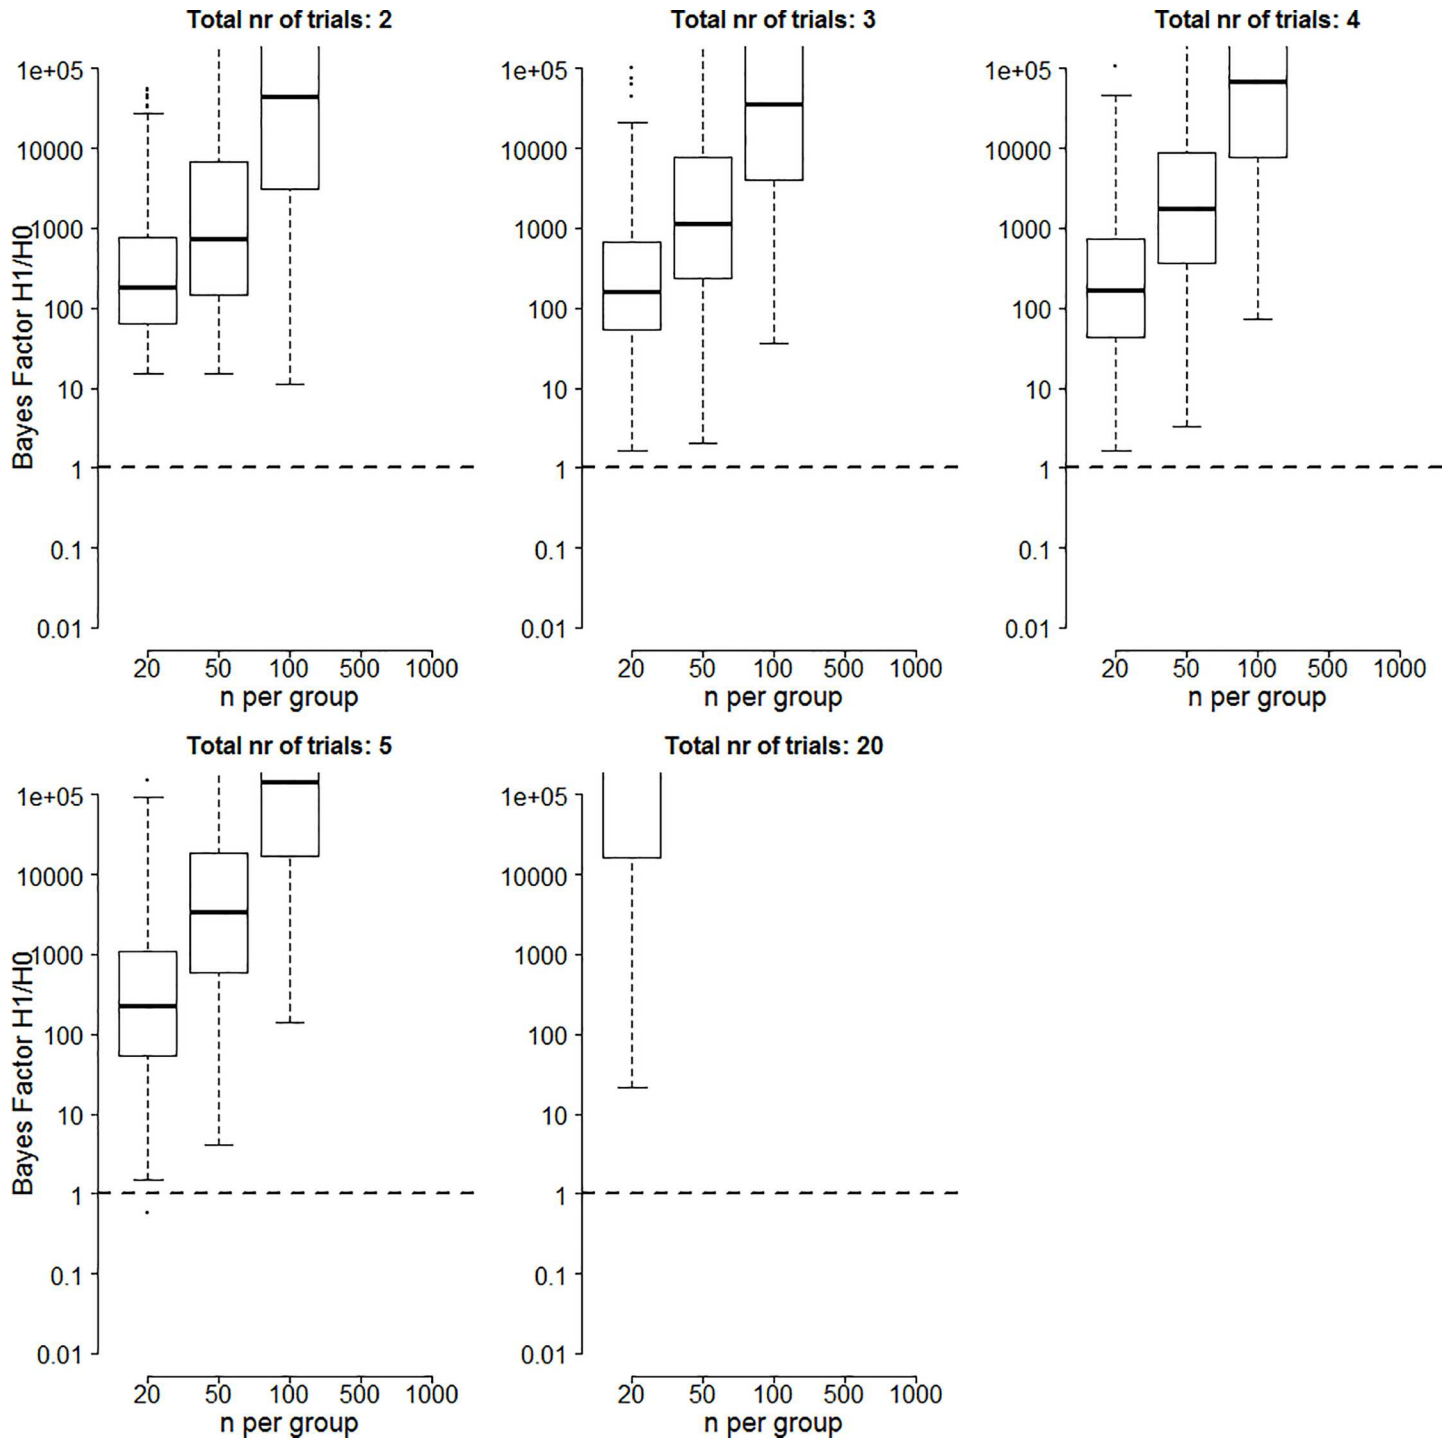 Total nr of trials: 2
Bayes Factor H1/H0
1e+05
10000
1000
100
10
1
0.1
0.01
20 50 100 500 1000
n per group
Total nr of trials: 3
1e+05
10000
1000
100
10
1
0.1
0.01
20 50 100 500 1000
n per group
Total nr of trials: 4
1e+05
10000
1000
100
10
1
0.1
0.01
20 50 100 500 1000
n per group
Total nr of trials: 5
Bayes Factor H1/H0
1e+05
10000
1000
100
10
1
0.1
0.01
20 50 100 500 1000
n per group
Total nr of trials: 20
1e+05
10000
1000
100
10
1
0.1
0.01
20 50 100 500 1000
n per group